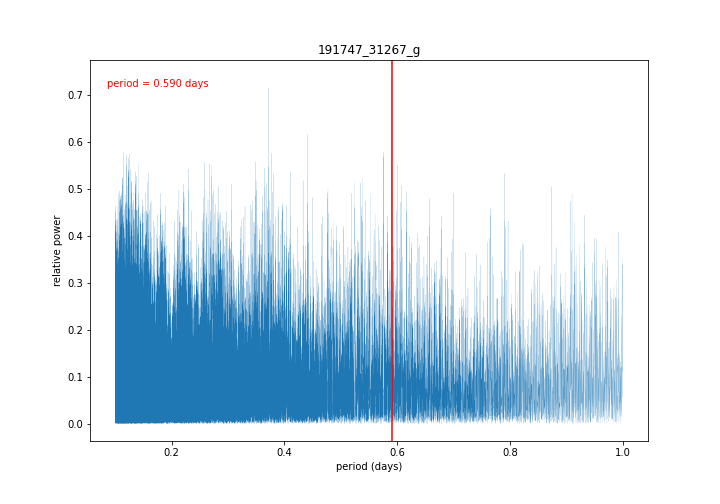 191747_31267_g
period = 0.590 days
relative power
0.7
0.6
0.5
0.4
0.3
0.2
0.1
0.0
0.2 0.4 0.6 0.8 1.0
period (days)